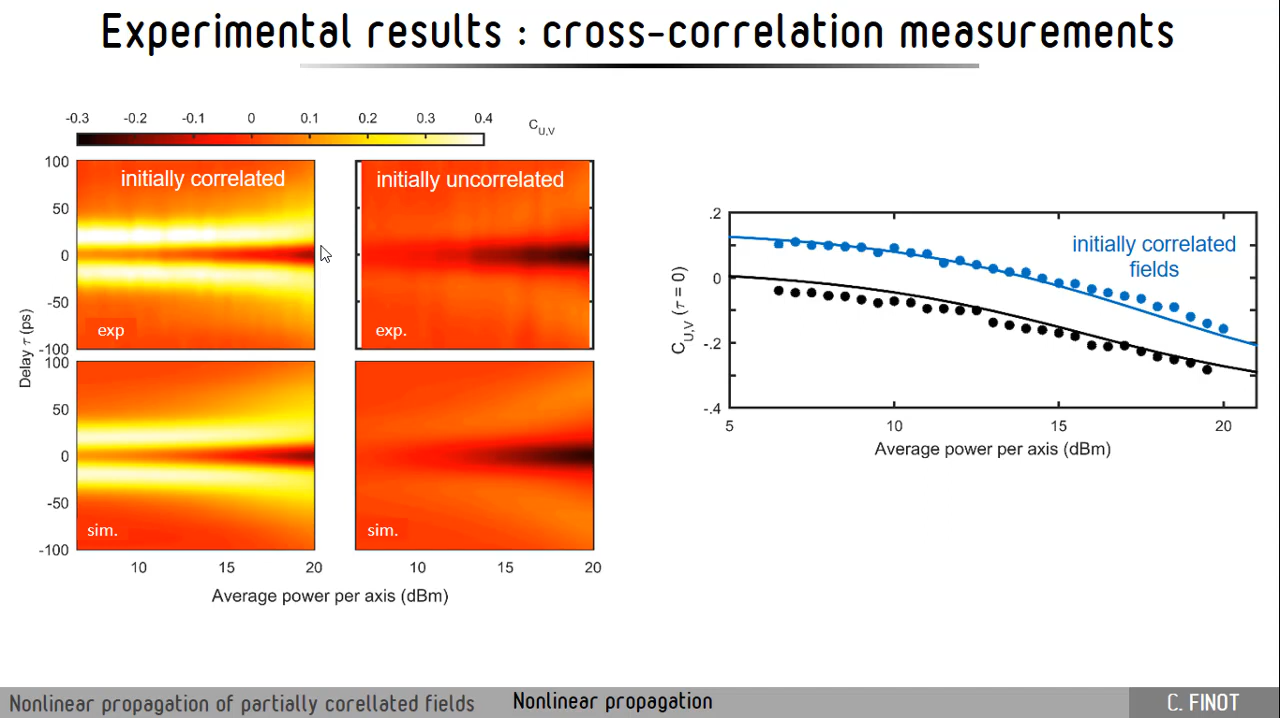 Experimental results : cross-correlation measurements
-0.3 -0.2 -0.1 0 0.1 0.2 0.3 0.4
C U,V
100
50
0
-50
-100
initially correlated
exp
initially uncorrelated
exp.
Delay τ (ps)
100
50
0
-50
-100
sim.
sim.
10 15 20
10 15 20
Average power per axis (dBm)
.2
0
-.2
-.4
C U,V (τ = 0)
initially correlated
fields
5 10 15 20
Average power per axis (dBm)
Nonlinear propagation of partially corellated fields
Nonlinear propagation
C. FINOT